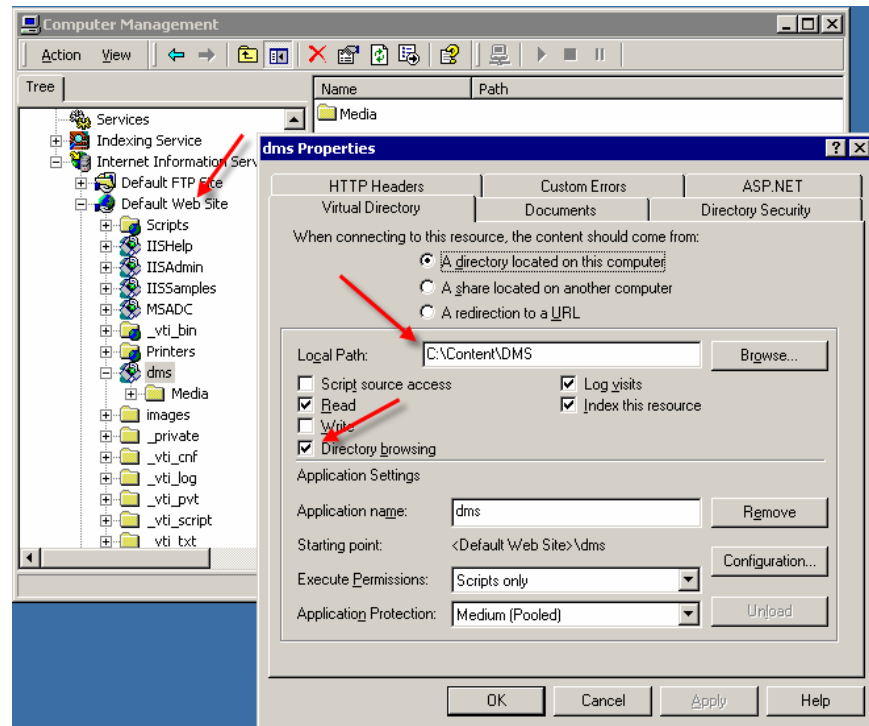 Computer Management
Action View
Tree
Name Path
Services
Media
Indexing Service
Internet Information Serv
Default FTP Site
Default Web Site
Scripts
IISHelp
IISAdmin
IISSamples
MSADC
_vti_bin
Printers
dms
Media
images
_private
_vti_cnf
_vti_log
_vti_pvt
_vti_script
_vti_txt
dms Properties
HTTP Headers Custom Errors ASP.NET
Virtual Directory Documents Directory Security
When connecting to this resource, the content should come from:
A directory located on this computer
A share located on another computer
A redirection to a URL
Local Path: C:\Content\DMS Browse...
Script source access Log visits
Read Index this resource
Write
Directory browsing
Application Settings
Application name: dms Remove
Starting point: <Default Web Site>\dms
Configuration...
Execute Permissions: Scripts only
Application Protection: Medium (Pooled) Unload
OK Cancel Apply Help